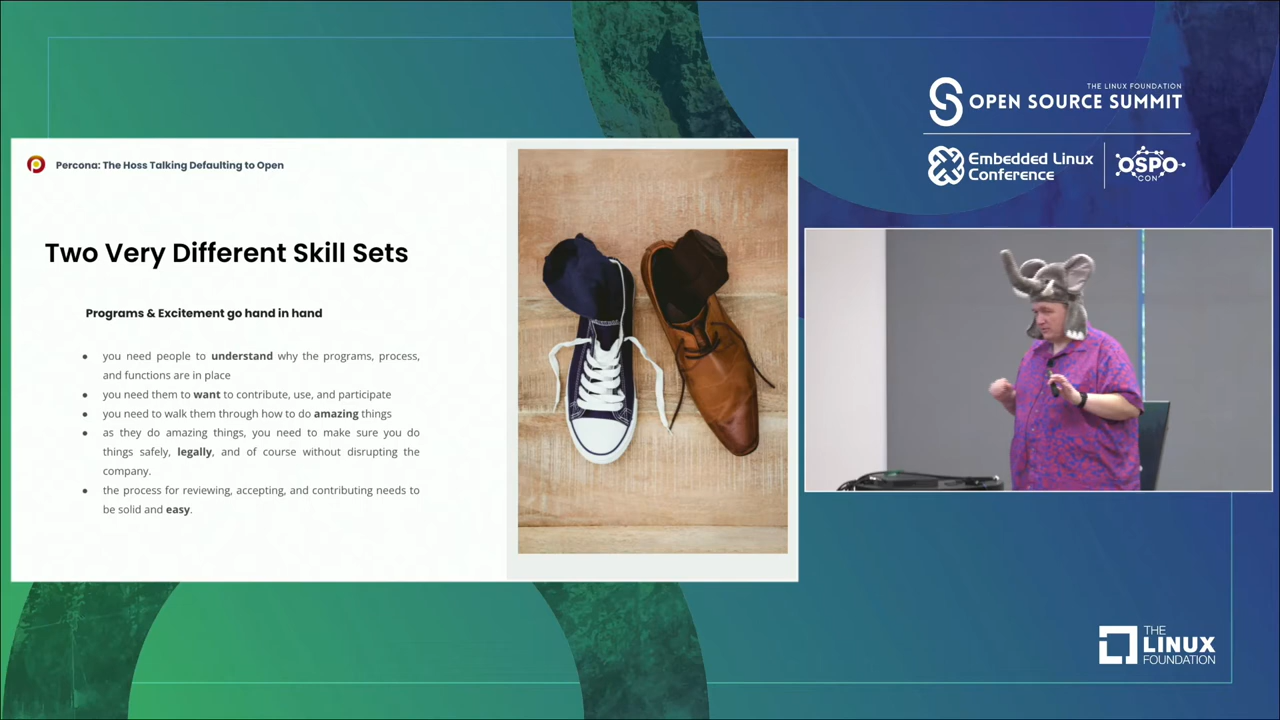 THE LINUX FOUNDATION
OPEN SOURCE SUMMIT
Embedded Linux
Conference
OSPO
CON
Percona: The Hoss Talking Defaulting to Open
Two Very Different Skill Sets
Programs & Excitement go hand in hand
• you need people to understand why the programs, process,
and functions are in place
• you need them to want to contribute, use, and participate
• you need to walk them through how to do amazing things
• as they do amazing things, you need to make sure you do
things safely, legally, and of course without disrupting the
company.
• the process for reviewing, accepting, and contributing needs to
be solid and easy.
THE
LINUX
FOUNDATION